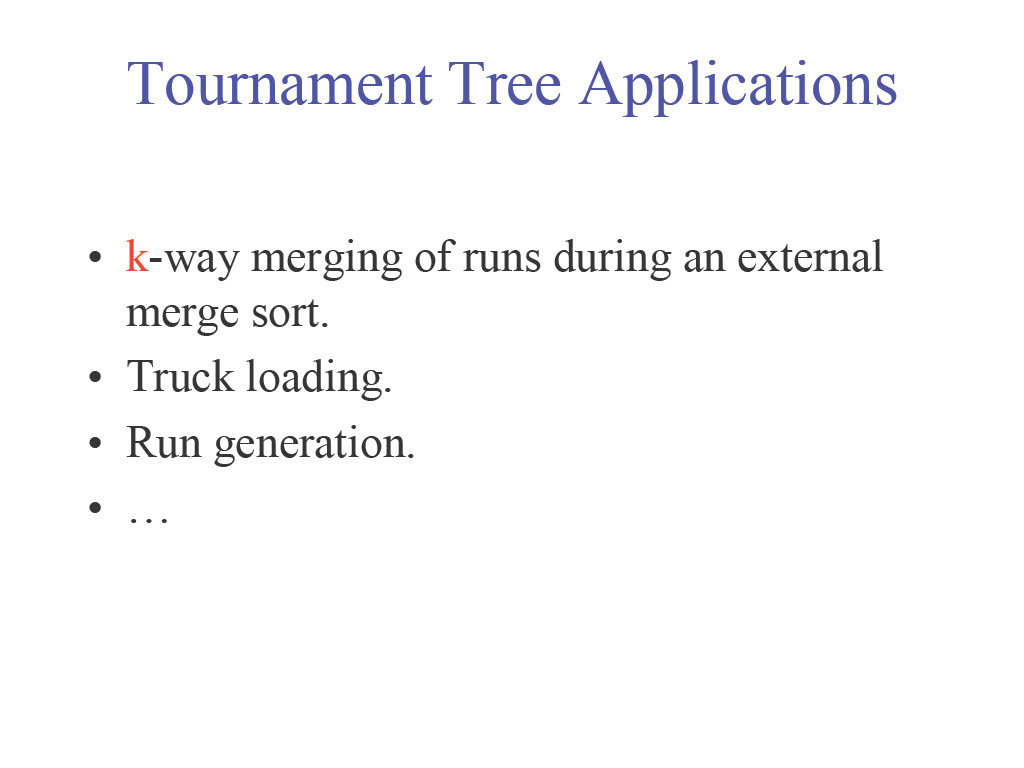 Tournament Tree Applications
• k-way merging of runs during an external
merge sort.
• Truck loading.
• Run generation.
• …